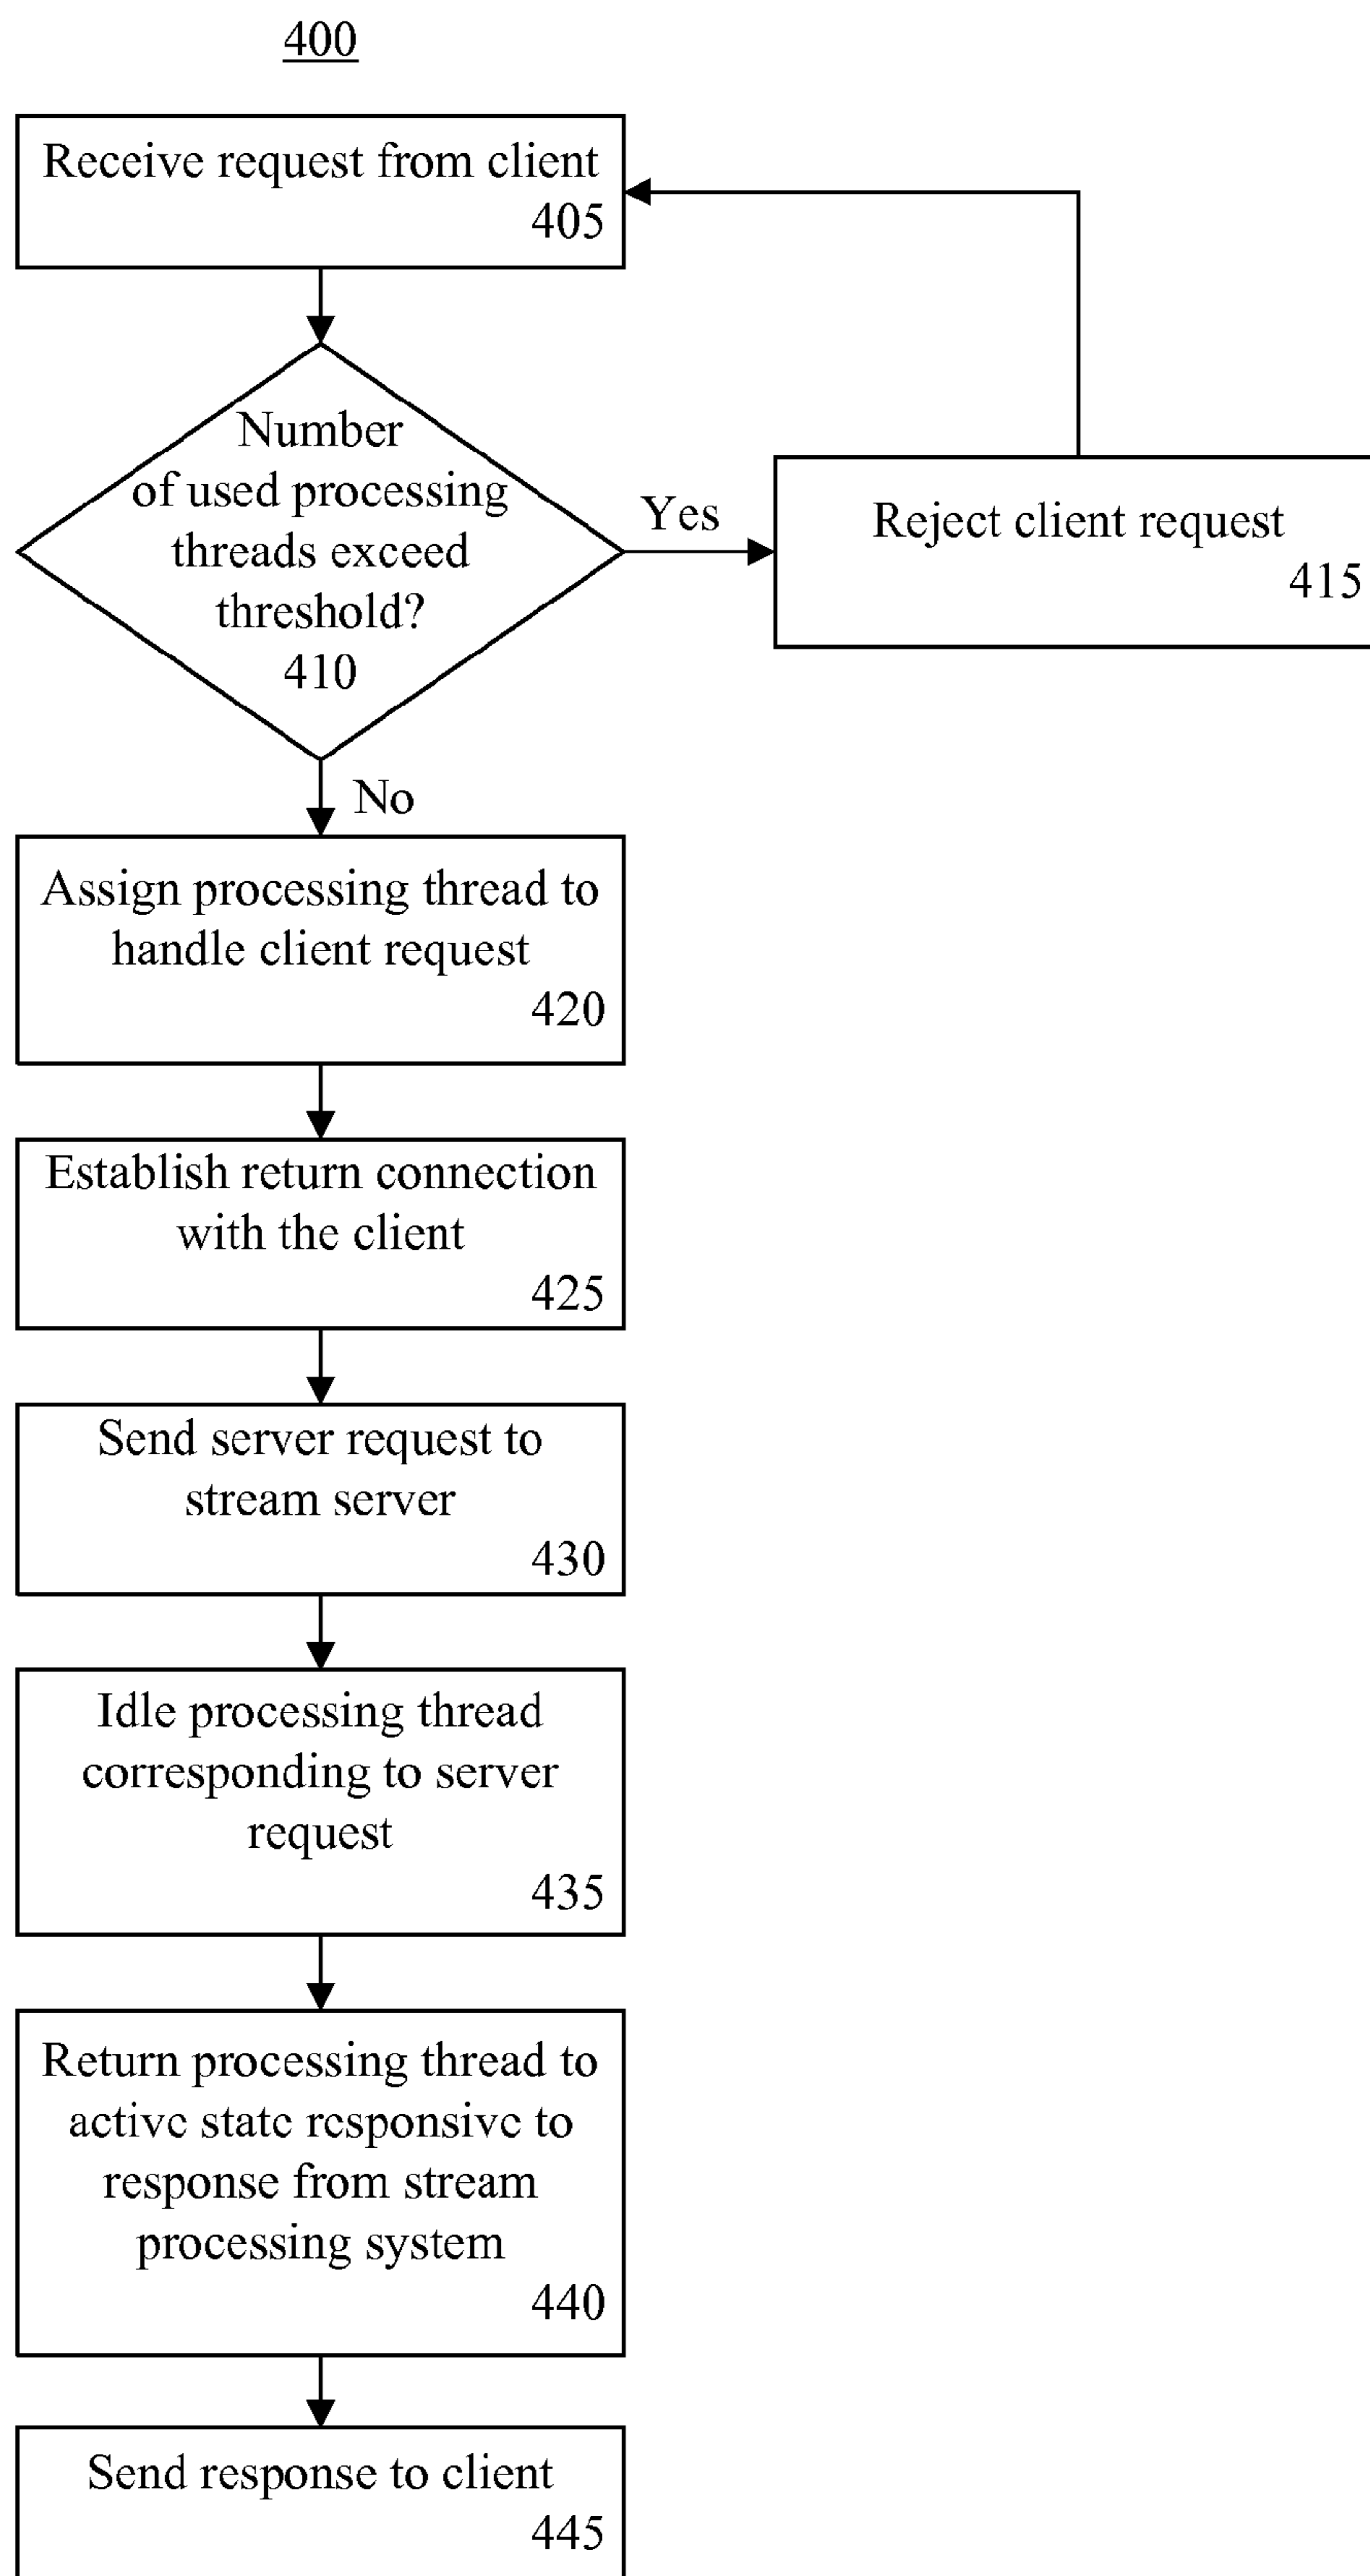 400
Receive request from client
405
Number
of used processing
threads exceed
threshold?
410
Yes
Reject client request
415
No
Assign processing thread to
handle client request
420
Establish return connection
with the client
425
Send server request to
stream server
430
Idle processing thread
corresponding to server
request
435
Return processing thread to
active state responsive to
response from stream
processing system
440
Send response to client
445